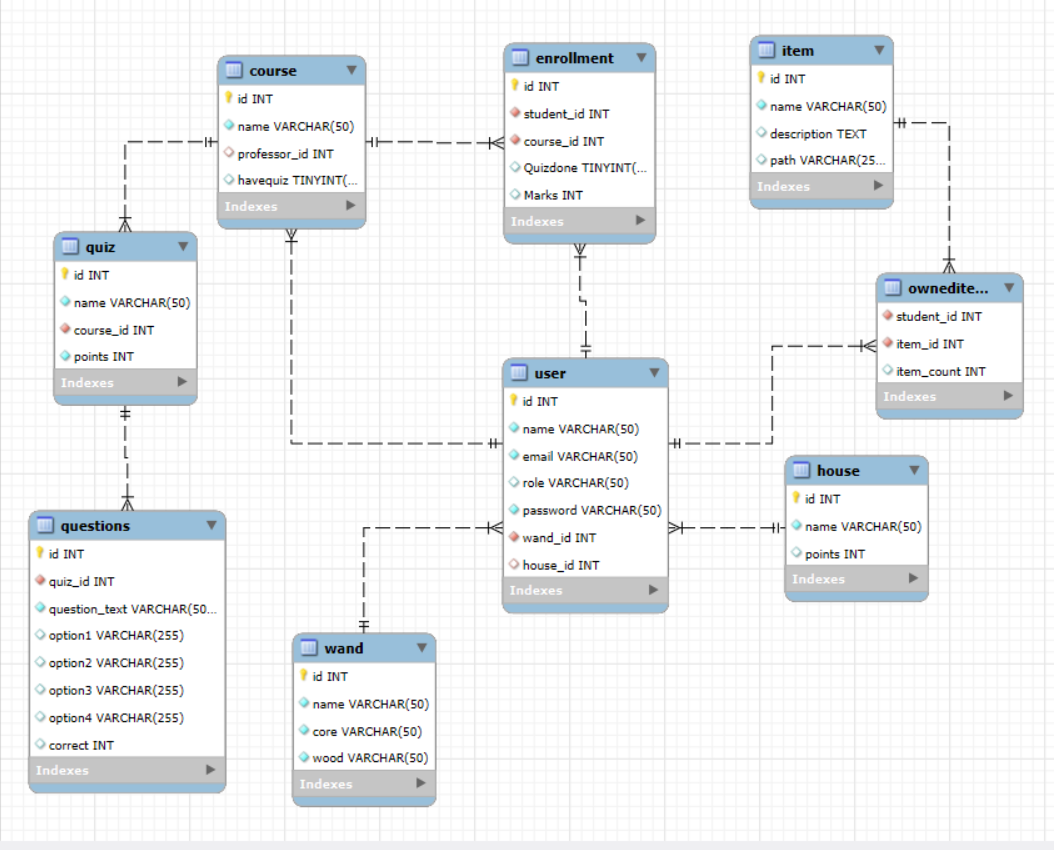 course
id INT
name VARCHAR(50)
professor_id INT
havequiz TINYINT(...
Indexes
enrollment
id INT
student_id INT
course_id INT
Quizdone TINYINT(...
Marks INT
Indexes
item
id INT
name VARCHAR(50)
description TEXT
path VARCHAR(25...
Indexes
quiz
id INT
name VARCHAR(50)
course_id INT
points INT
Indexes
ownedite...
student_id INT
item_id INT
item_count INT
Indexes
user
id INT
name VARCHAR(50)
email VARCHAR(50)
role VARCHAR(50)
password VARCHAR(50)
wand_id INT
house_id INT
Indexes
house
id INT
name VARCHAR(50)
points INT
Indexes
questions
id INT
quiz_id INT
question_text VARCHAR(50...
option1 VARCHAR(255)
option2 VARCHAR(255)
option3 VARCHAR(255)
option4 VARCHAR(255)
correct INT
Indexes
wand
id INT
name VARCHAR(50)
core VARCHAR(50)
wood VARCHAR(50)
Indexes